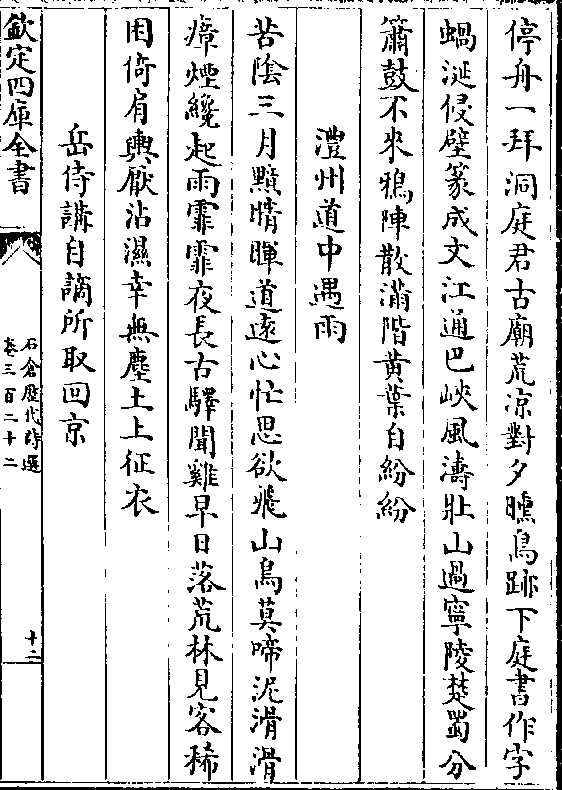 停舟一拜洞庭君古廟荒凉對夕曛鳥跡下庭書作字
蝸涎侵壁篆成文江通巴峽風濤壯山過寧陵楚蜀分
簫鼓不來鴉陣散滿階黄葉自紛紛
澧州道中遇雨
苦陰三月黯晴暉道遠心忙思欲飛山鳥莫啼泥滑滑
瘴煙纔起雨霏霏夜長古驛聞雞早日落荒林見客稀
困倚肩輿厭沾濕幸無塵土上征衣
岳侍講自謫所取回京
欽定四庫全書
石倉歷代詩選
卷三百二十二
十二